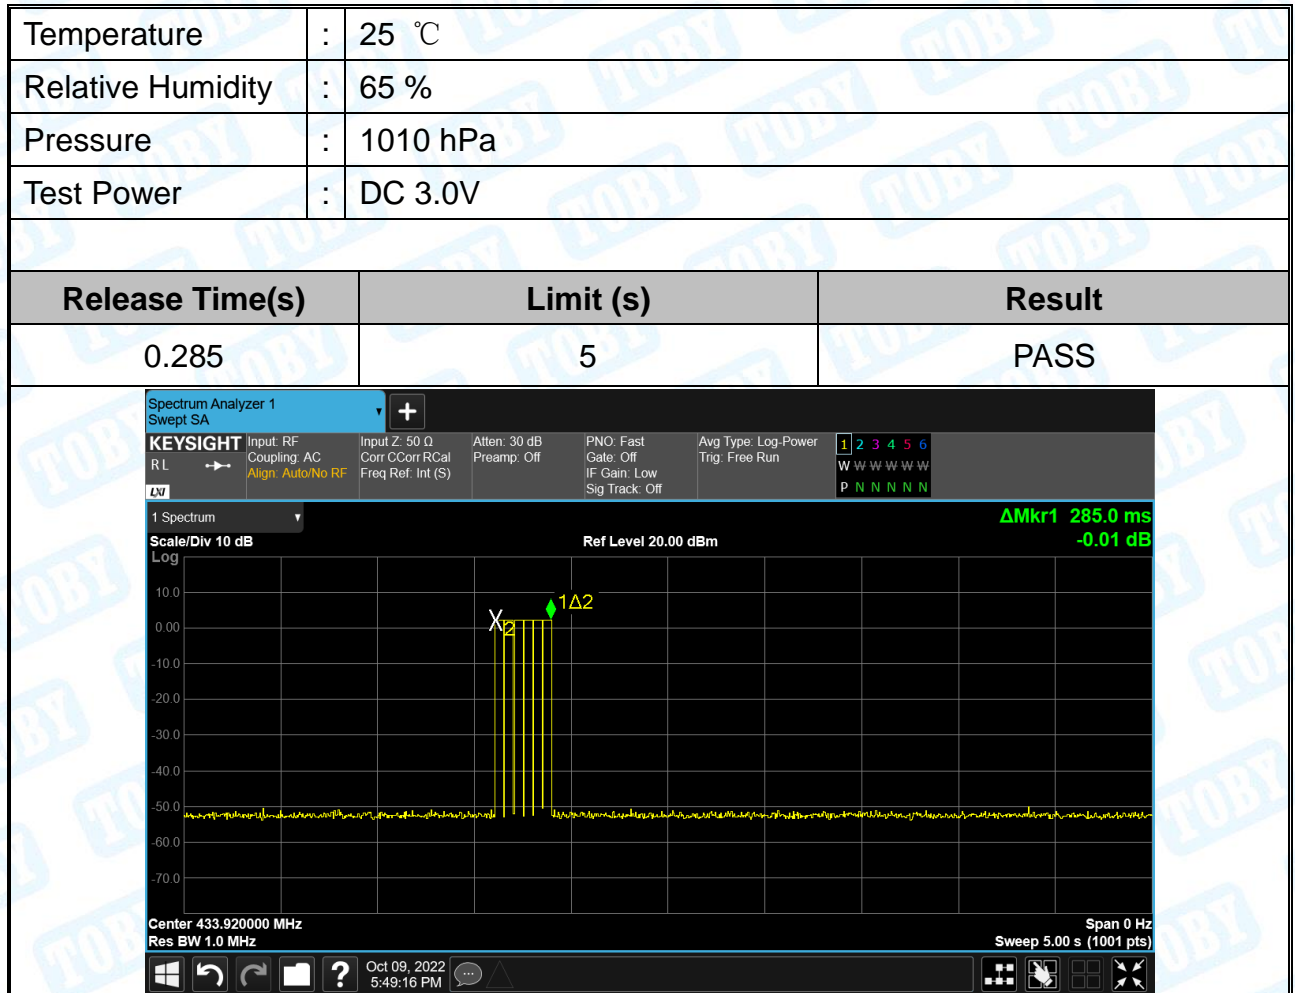 Temperature : 25 ℃
Relative Humidity : 65 %
Pressure : 1010 hPa
Test Power : DC 3.0V
Release Time(s) Limit (s) Result
0.285 5 PASS
Spectrum Analyzer 1
Swept SA
+
KEYSIGHT Input: RF Input Z: 50 Ω Atten: 30 dB PNO: Fast Avg Type: Log-Power 1 2 3 4 5 6
R L Coupling: AC Corr CCorr RCal Preamp: Off Gate: Off Trig: Free Run W W W W W W
Align: Auto/No RF Freq Ref: Int (S) IF Gain: Low
LXI Sig Track: Off P N N N N N
1 Spectrum ΔMkr1 285.0 ms
Scale/Div 10 dB Ref Level 20.00 dBm -0.01 dB
Log
10.0
1Δ2
0.00
X2
-10.0
-20.0
-30.0
-40.0
-50.0
-60.0
-70.0
Center 433.920000 MHz Span 0 Hz
Res BW 1.0 MHz Sweep 5.00 s (1001 pts)
? Oct 09, 2022
5:49:16 PM
TOBY